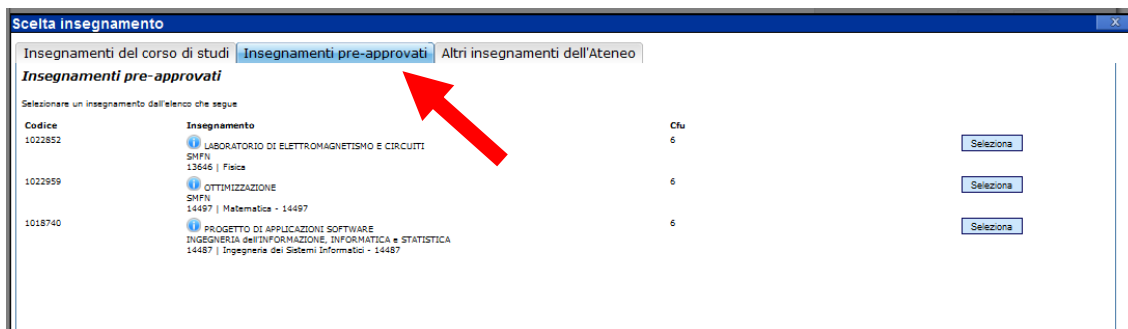 Scelta insegnamento X
Insegnamenti del corso di studi Insegnamenti pre-approvati Altri insegnamenti dell'Ateneo
Insegnamenti pre-approvati
Selezionare un insegnamento dall'elenco che segue
Codice Insegnamento Cfu
1022852 i LABORATORIO DI ELETTROMAGNETISMO E CIRCUITI 6 Seleziona
SMFN
13646 | Fisica
1022959 i OTTIMIZZAZIONE 6 Seleziona
SMFN
14497 | Matematica - 14497
1018740 i PROGETTO DI APPLICAZIONI SOFTWARE 6 Seleziona
INGEGNERIA dell'INFORMAZIONE, INFORMATICA e STATISTICA
14487 | Ingegneria dei Sistemi Informatici - 14487